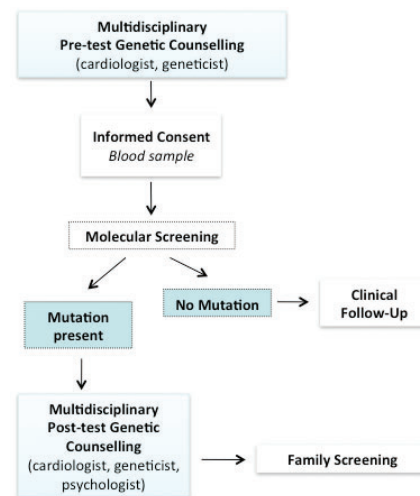 Multidisciplinary
Pre-test Genetic Counselling
(cardiologist, geneticist)
Informed Consent
Blood sample
Molecular Screening
Mutation
present
No Mutation
Clinical
Follow-Up
Multidisciplinary
Post-test Genetic
Counselling
(cardiologist, geneticist,
psychologist)
Family Screening